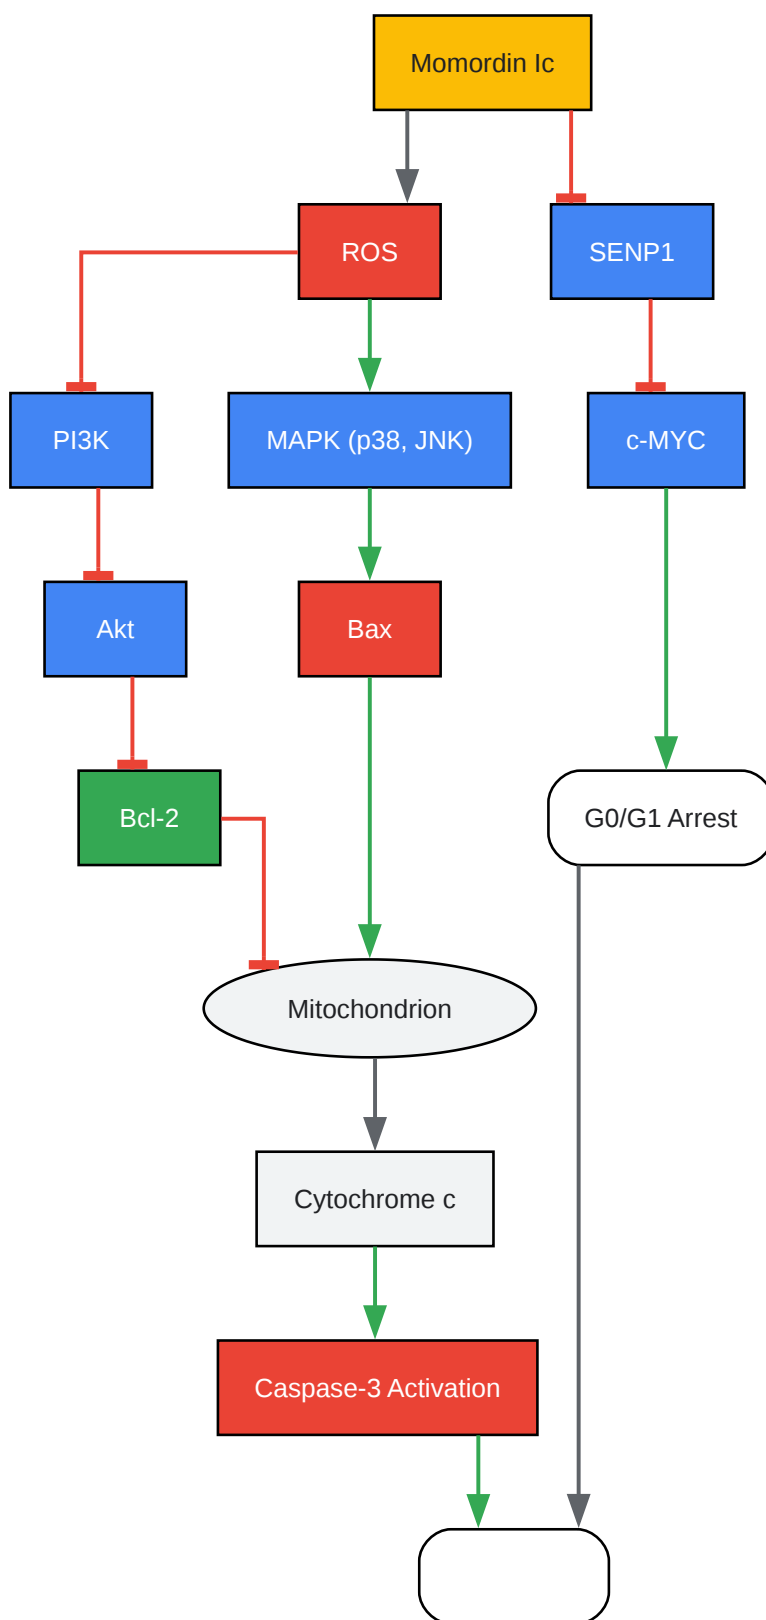 Momordin Ic
ROS
SENP1
PI3K
MAPK (p38, JNK)
c-MYC
Akt
Bax
Bcl-2
G0/G1 Arrest
Mitochondrion
Cytochrome c
Caspase-3 Activation